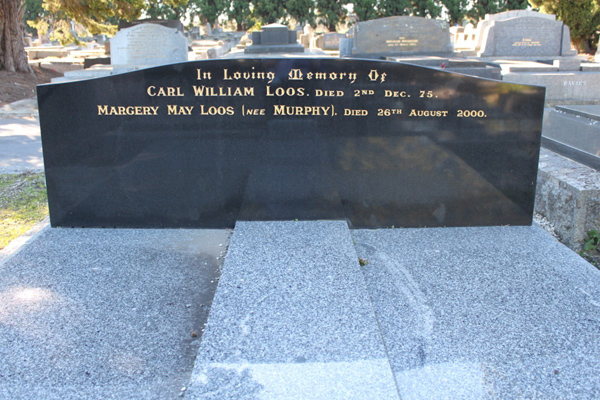 In Loving Memory Of
CARL WILLIAM LOOS. DIED 2ND DEC. 75.
MARGERY MAY LOOS (NEE MURPHY). DIED 26TH AUGUST 2000.